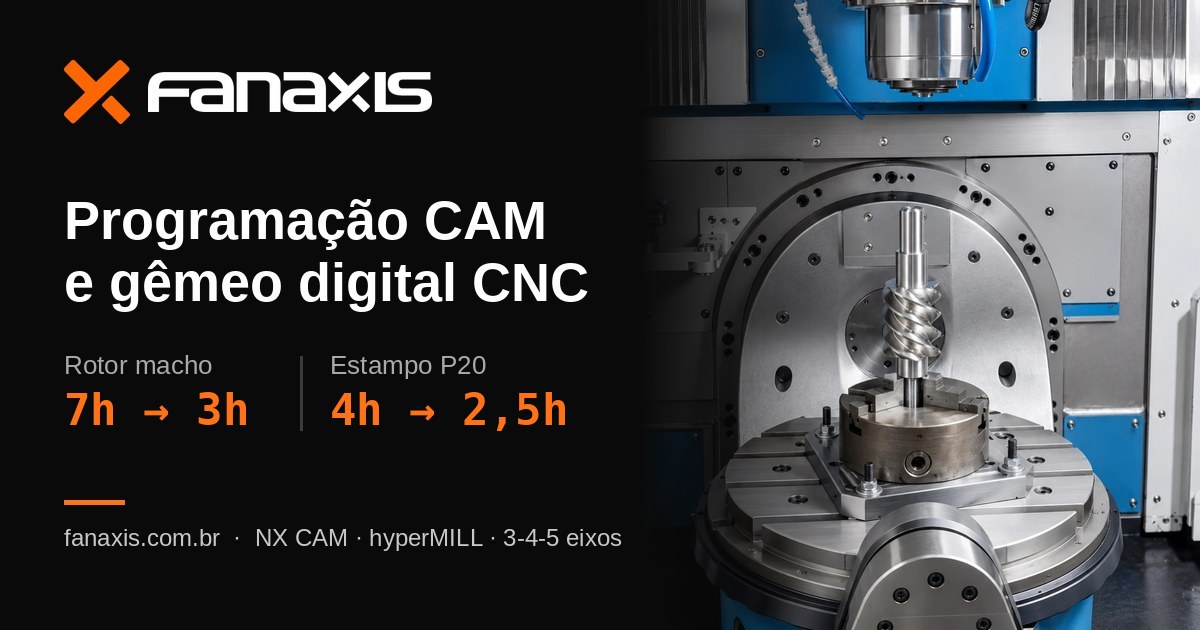 Fanaxis
Programação CAM
e gêmeo digital CNC
Rotor macho
7h → 3h
Estampo P20
4h → 2,5h
fanaxis.com.br · NX CAM · hyperMILL · 3-4-5 eixos